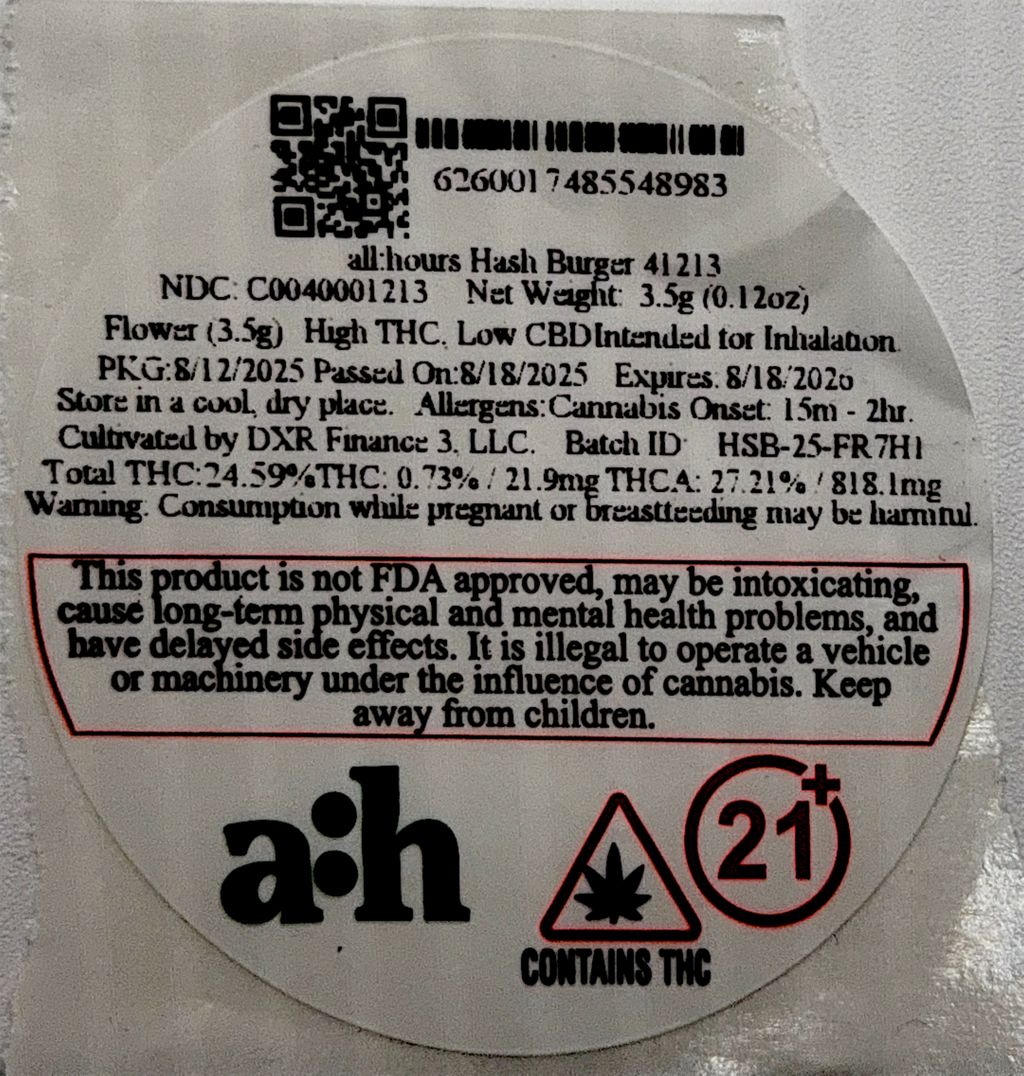 6260017485548983
all:hours Hash Burger 41213
NDC: C0040001213 Net Weight: 3.5g (0.12oz)
Flower (3.5g) High THC, Low CBD Intended for Inhalation.
PKG:8/12/2025 Passed On:8/18/2025 Expires: 8/18/2026
Store in a cool, dry place. Allergens:Cannabis Onset: 15m - 2hr.
Cultivated by DXR Finance 3, LLC. Batch ID: HSB-25-FR7H1
Total THC:24.59%THC: 0.73% / 21.9mg THCA: 27.21% / 818.1mg
Warning: Consumption while pregnant or breastfeeding may be harmful.
This product is not FDA approved, may be intoxicating,
cause long-term physical and mental health problems, and
have delayed side effects. It is illegal to operate a vehicle
or machinery under the influence of cannabis. Keep
away from children.
a:h
21+
CONTAINS THC